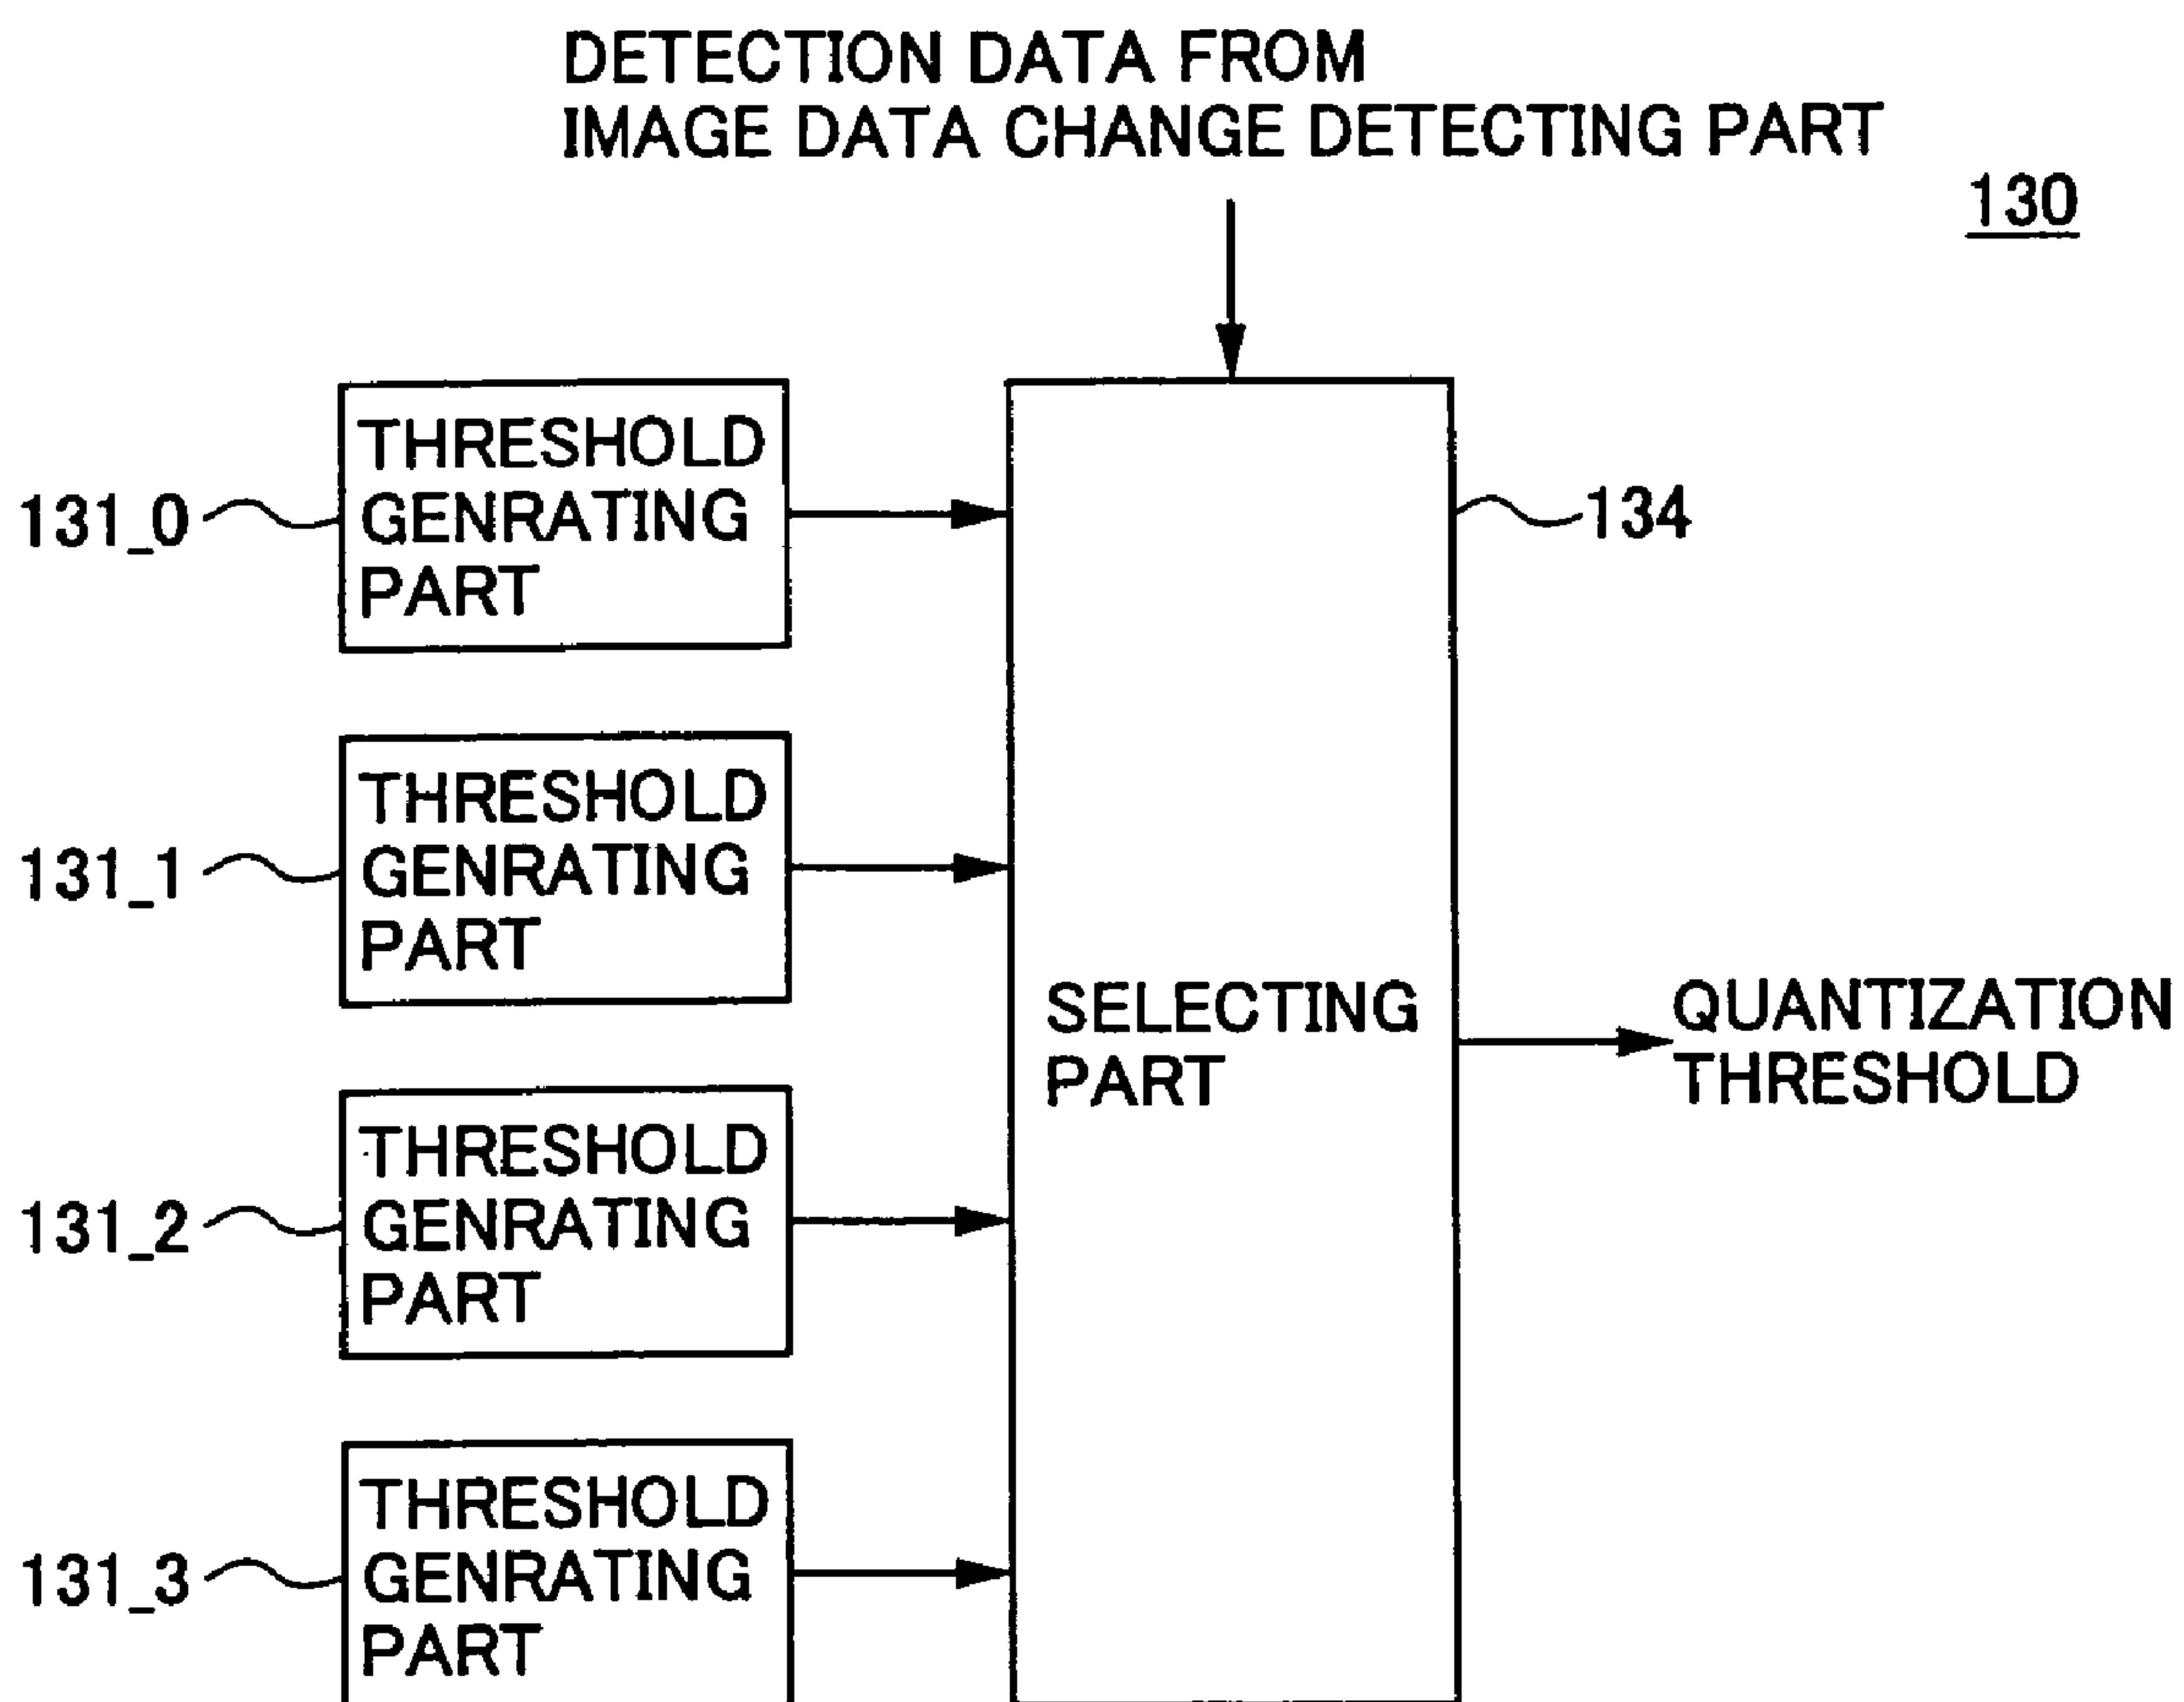 DETECTION DATA FROM
IMAGE DATA CHANGE DETECTING PART
130
131_0
THRESHOLD
GENRATING
PART
134
131_1
THRESHOLD
GENRATING
PART
SELECTING
PART
QUANTIZATION
THRESHOLD
131_2
THRESHOLD
GENRATING
PART
131_3
THRESHOLD
GENRATING
PART